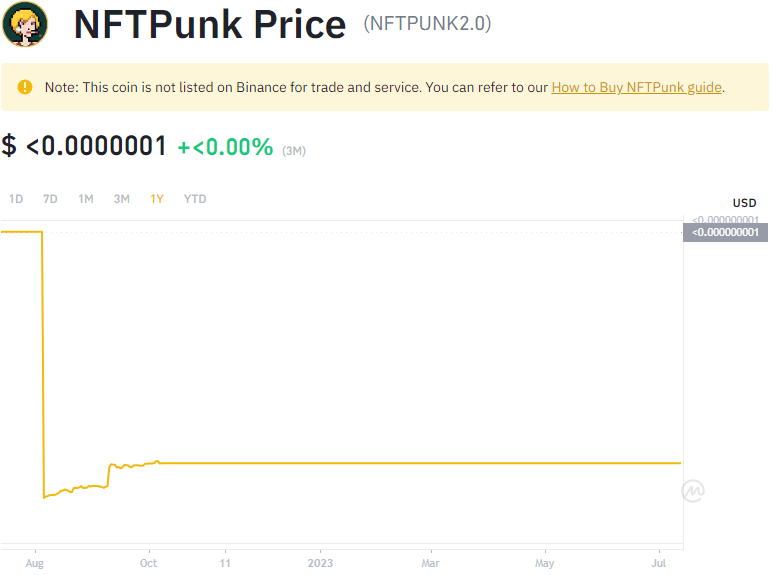 NFTPunk Price (NFTPUNK2.0)
Note: This coin is not listed on Binance for trade and service. You can refer to our How to Buy NFTPunk guide.
$ <0.0000001 +<0.00% (3M)
1D 7D 1M 3M 1Y YTD
USD
<0.000000001
<0.000000001
Aug Oct 11 2023 Mar May Jul